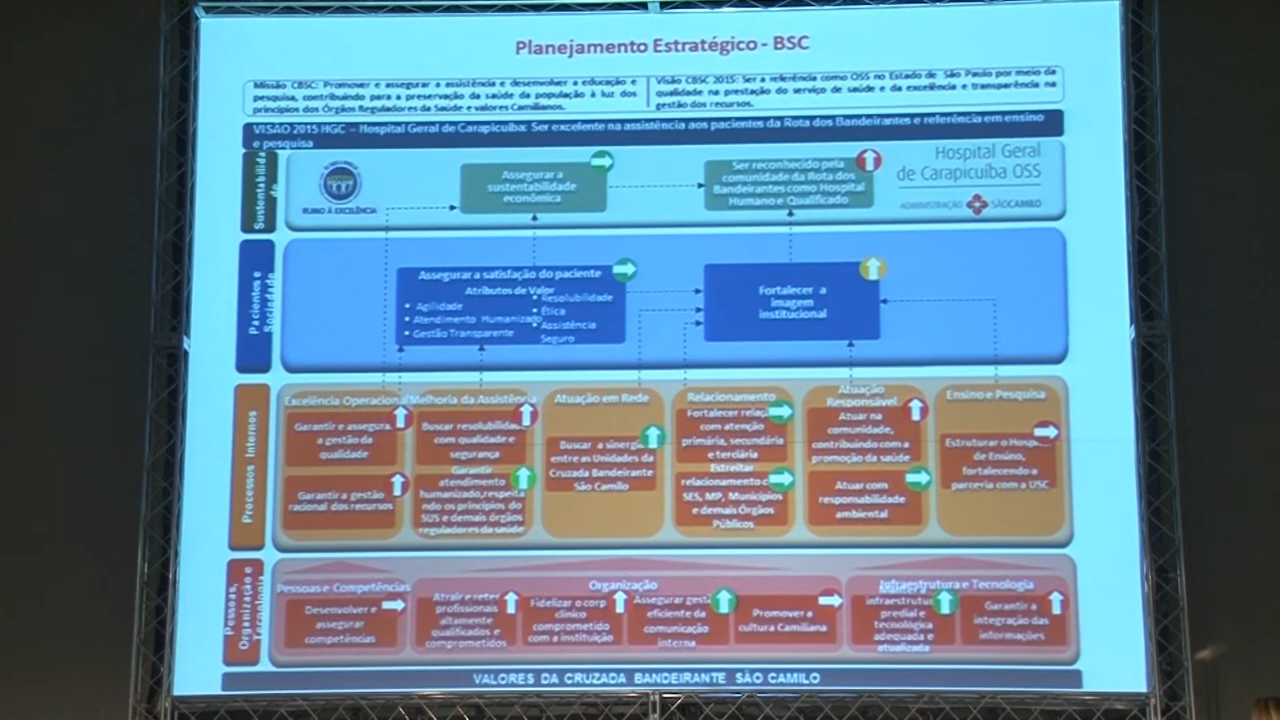 Planejamento Estratégico - BSC
Missão CBSC: Promover e assegurar a assistência e desenvolver a educação e
pesquisa, contribuindo para a preservação da saúde da população à luz dos
princípios dos Órgãos Reguladores da Saúde e valores Camilianos.
Visão CBSC 2015: Ser a referência como OSS no Estado de São Paulo por meio da
qualidade na prestação do serviço de saúde e da excelência e transparência na
gestão dos recursos.
VISÃO 2015 HGC – Hospital Geral de Carapicuíba: Ser excelente na assistência aos pacientes da Rota dos Bandeirantes e referência em ensino
e pesquisa
Sustentabilida
de
RUMO À EXCELÊNCIA
Assegurar a
sustentabilidade
econômica
Ser reconhecido pela
comunidade da Rota dos
Bandeirantes como Hospital
Humano e Qualificado
Hospital Geral
de Carapicuíba OSS
ADMINISTRAÇÃO SÃOCAMILO
Pacientes e
Sociedade
Assegurar a satisfação do paciente
Atributos de Valor
• Agilidade
• Atendimento Humanizado
• Gestão Transparente
• Resolubilidade
• Ética
• Assistência
Seguro
Fortalecer a
imagem
institucional
Processos Internos
Excelência Operacional
Garantir e assegura
a gestão da
qualidade
Garantir a gestão
racional dos recursos
Melhoria da Assistência
Buscar resolubilidade
com qualidade e
segurança
Garantir
atendimento
humanizado,respeita
ndo os princípios do
SUS e demais órgãos
reguladores da saúde
Atuação em Rede
Buscar a sinergia
entre as Unidades da
Cruzada Bandeirante
São Camilo
Relacionamento
Fortalecer relaç
com atenção
primária, secundária
e terciária
Estreitar
relacionamento c
SES, MP, Municípios
e demais Órgãos
Públicos
Atuação
Responsável
Atuar na
comunidade,
contribuindo com a
promoção da saúde
Atuar com
responsabilidade
ambiental
Ensino e Pesquisa
Estruturar o Hosp
de Ensino,
fortalecendo a
parceria com a USC
Pessoas,
Organização e
Tecnologia
Pessoas e Competências
Desenvolver e
assegurar
competências
Organização
Atrair e reter
profissionais
altamente
qualificados e
comprometidos
Fidelizar o corp
clínico
comprometido
com a instituição
Assegurar gestã
eficiente da
comunicação
interna
Promover a
cultura Camiliana
Infraestrutura e Tecnologia
Manter a
infraestrutu
predial e
tecnológica
adequada e
atualizada
Garantir a
integração das
informações
VALORES DA CRUZADA BANDEIRANTE SÃO CAMILO